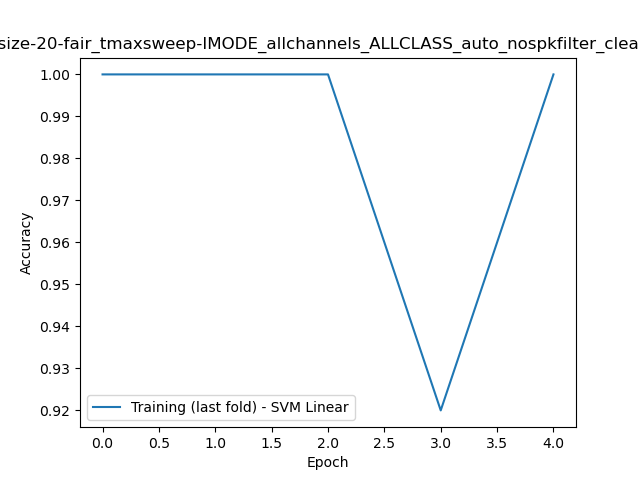 size-20-fair_tmaxsweep-IMODE_allchannels_ALLCLASS_auto_nospkfilter_clea
1.00
0.99
0.98
0.97
0.96
0.95
0.94
0.93
0.92
Accuracy
Training (last fold) - SVM Linear
0.0 0.5 1.0 1.5 2.0 2.5 3.0 3.5 4.0
Epoch